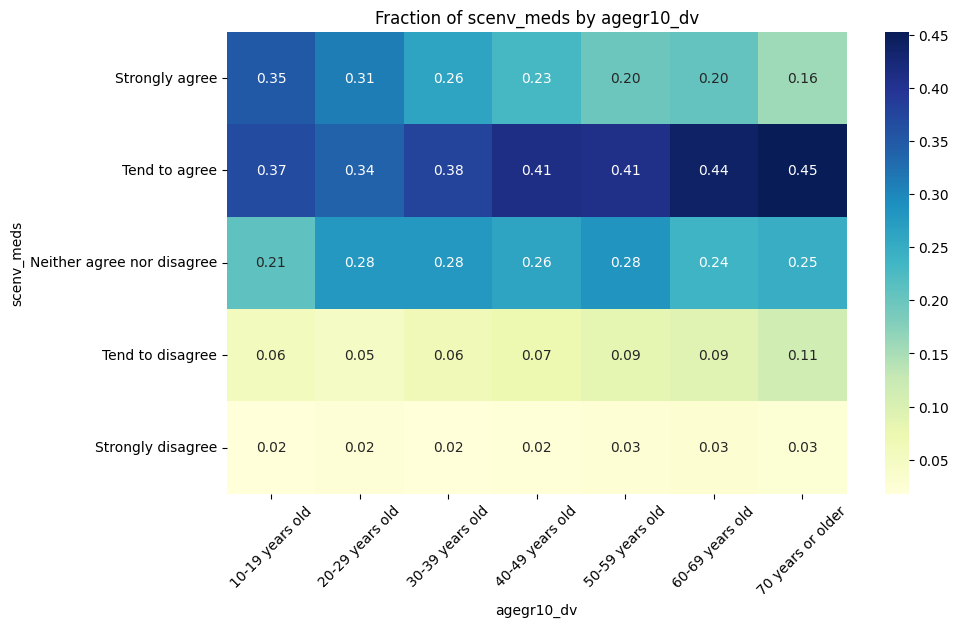 Fraction of scenv_meds by agegr10_dv
scenv_meds
Strongly agree 0.35 0.31 0.26 0.23 0.20 0.20 0.16
Tend to agree 0.37 0.34 0.38 0.41 0.41 0.44 0.45
Neither agree nor disagree 0.21 0.28 0.28 0.26 0.28 0.24 0.25
Tend to disagree 0.06 0.05 0.06 0.07 0.09 0.09 0.11
Strongly disagree 0.02 0.02 0.02 0.02 0.03 0.03 0.03
10-19 years old
20-29 years old
30-39 years old
40-49 years old
50-59 years old
60-69 years old
70 years or older
agegr10_dv
0.45
0.40
0.35
0.30
0.25
0.20
0.15
0.10
0.05